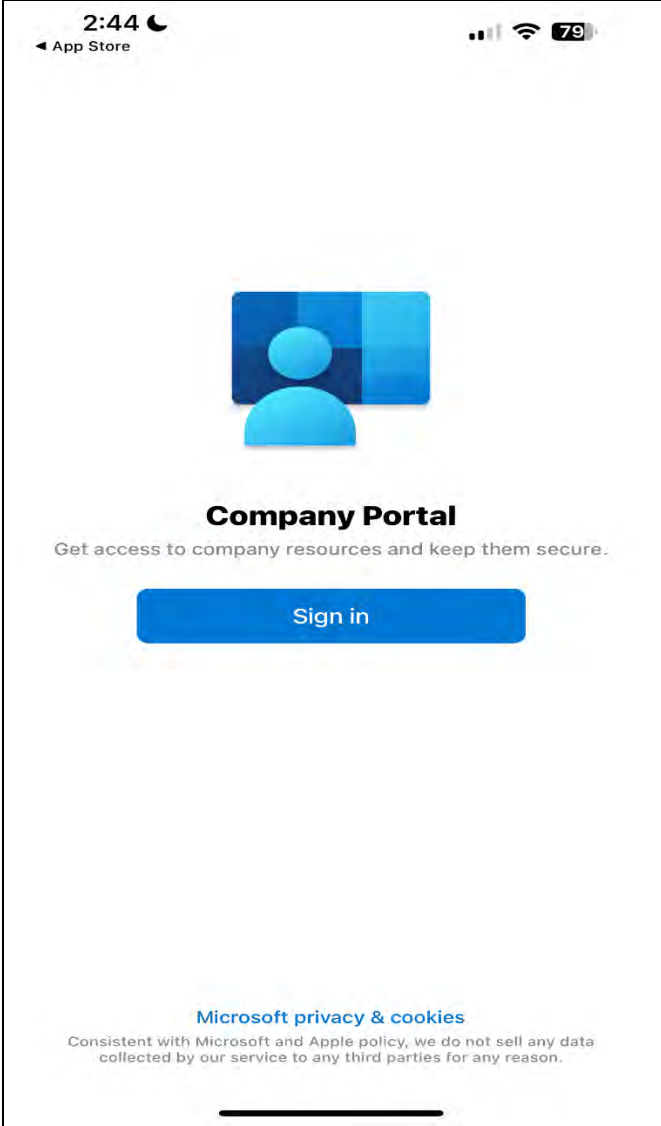 2:44
79
◀ App Store
Company Portal
Get access to company resources and keep them secure.
Sign in
Microsoft privacy & cookies
Consistent with Microsoft and Apple policy, we do not sell any data
collected by our service to any third parties for any reason.